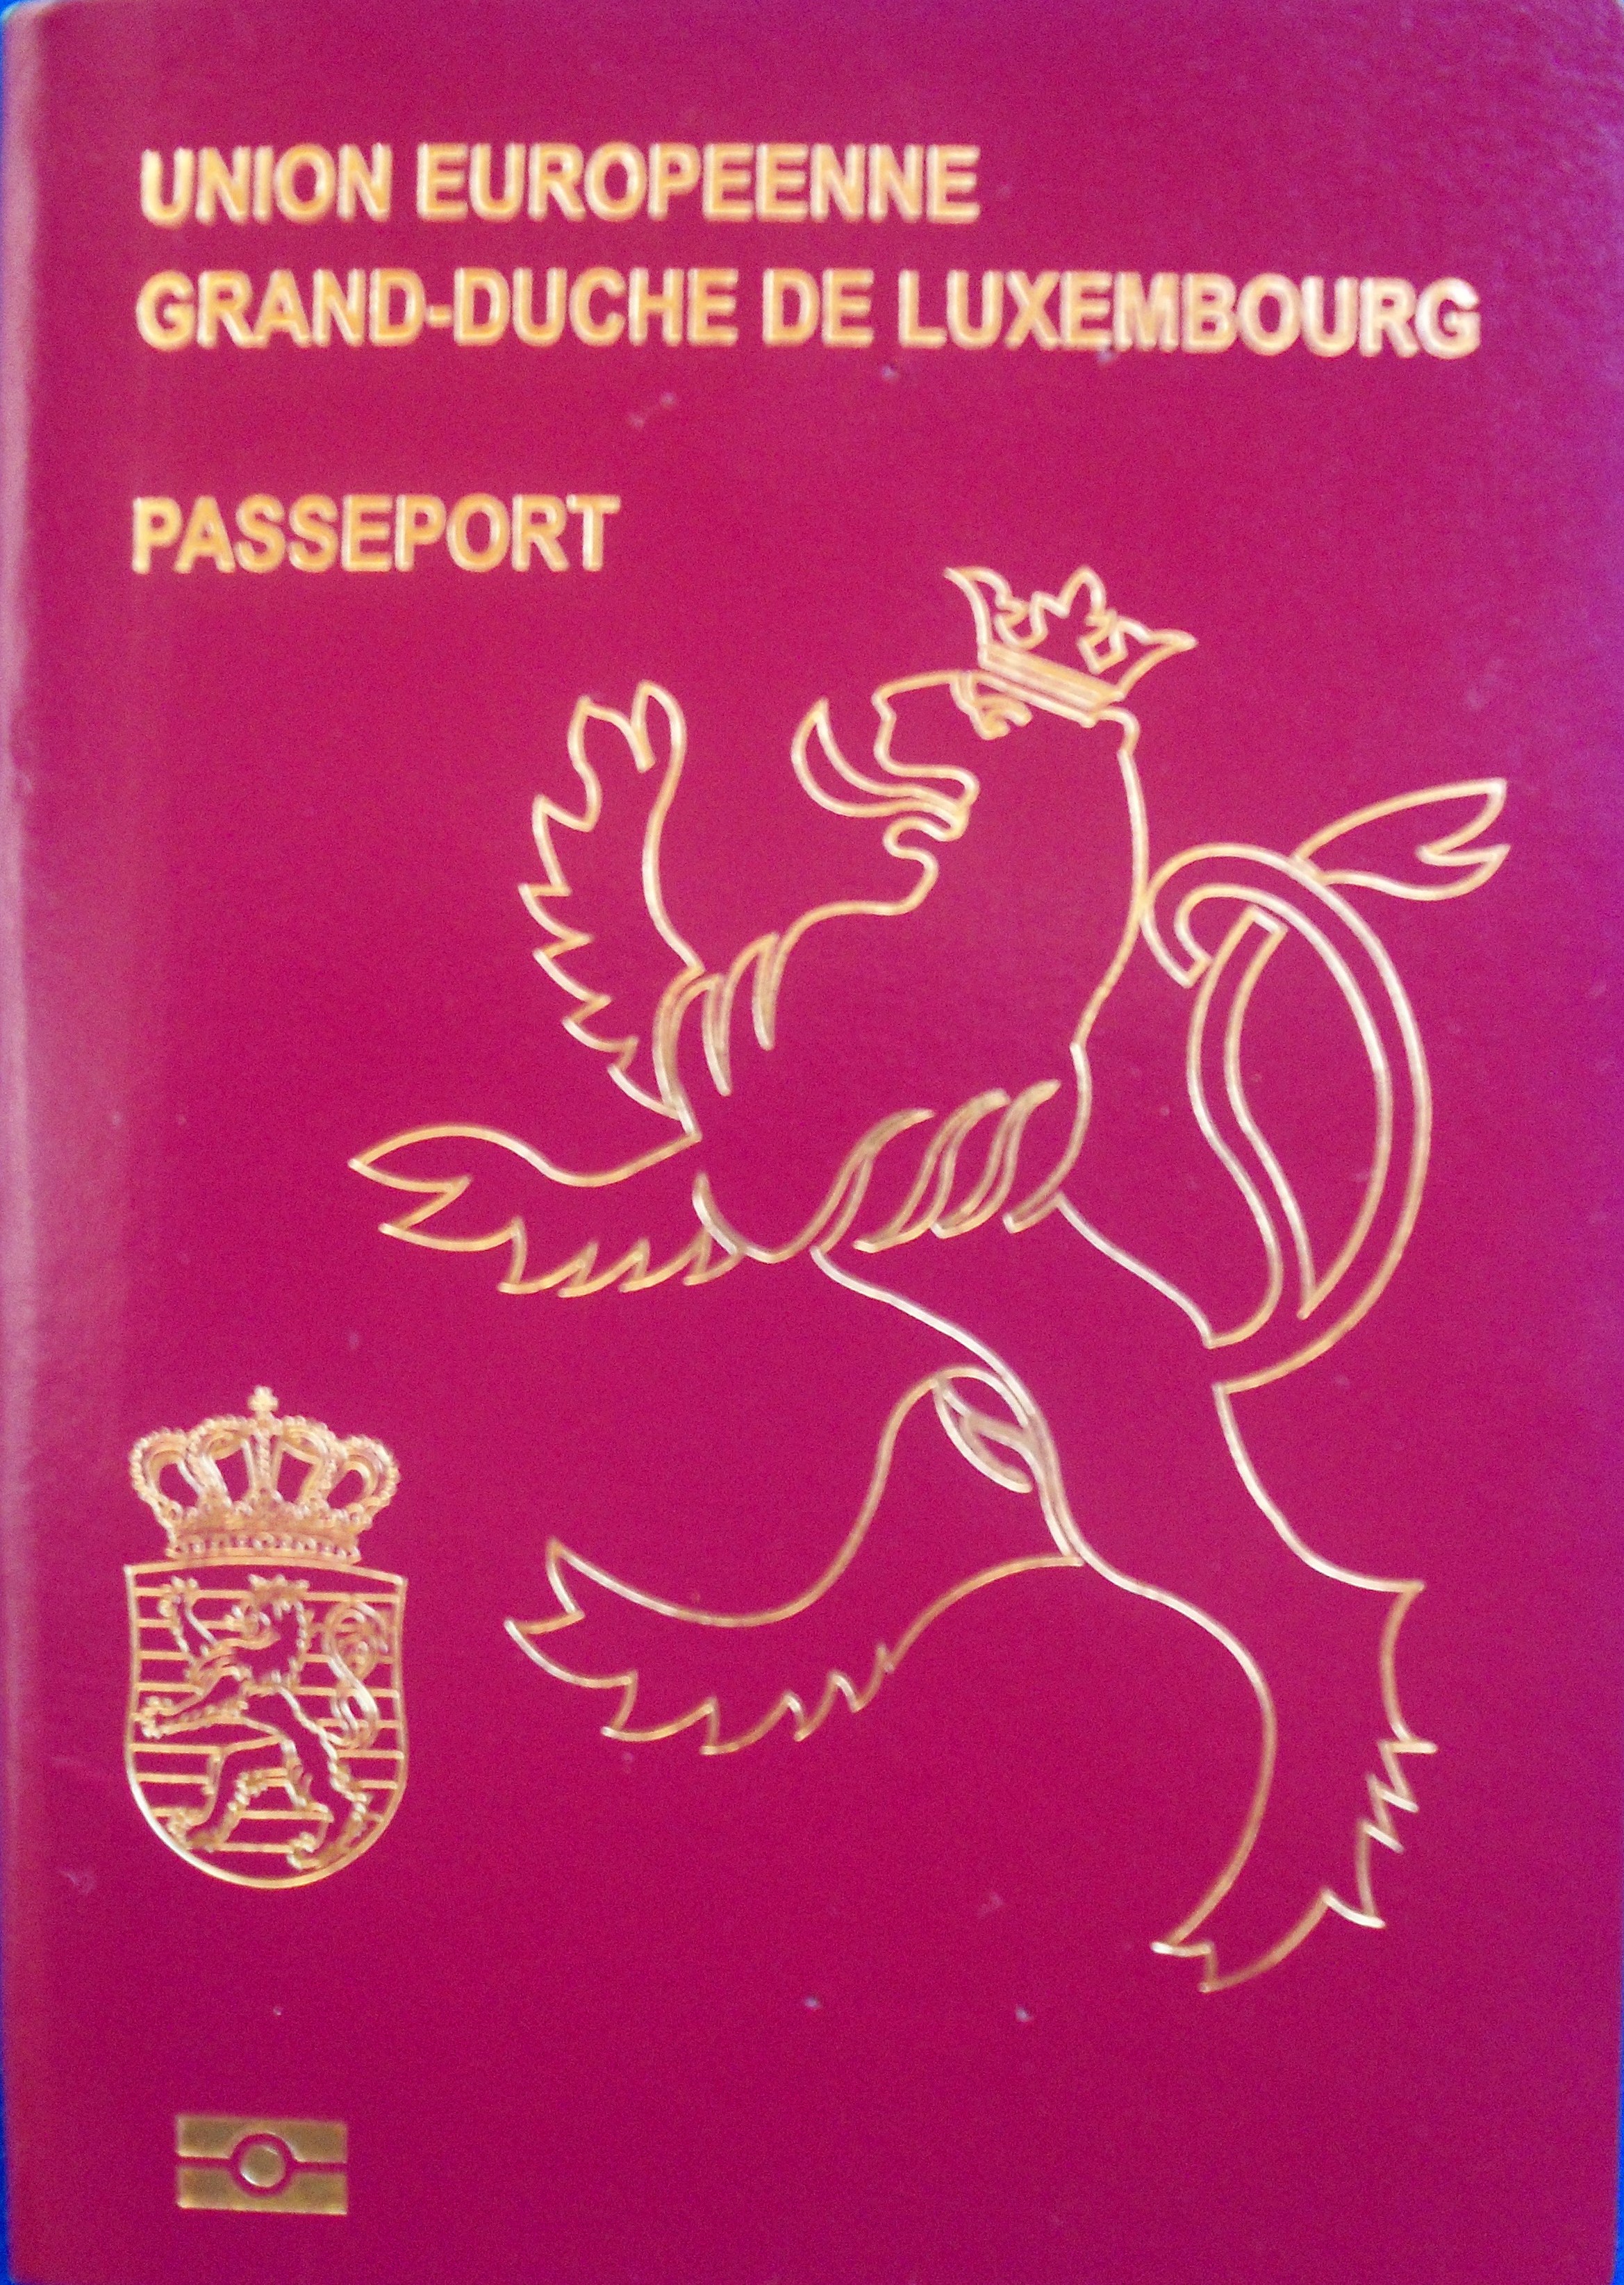 UNION EUROPEENNE
GRAND-DUCHE DE LUXEMBOURG
PASSEPORT